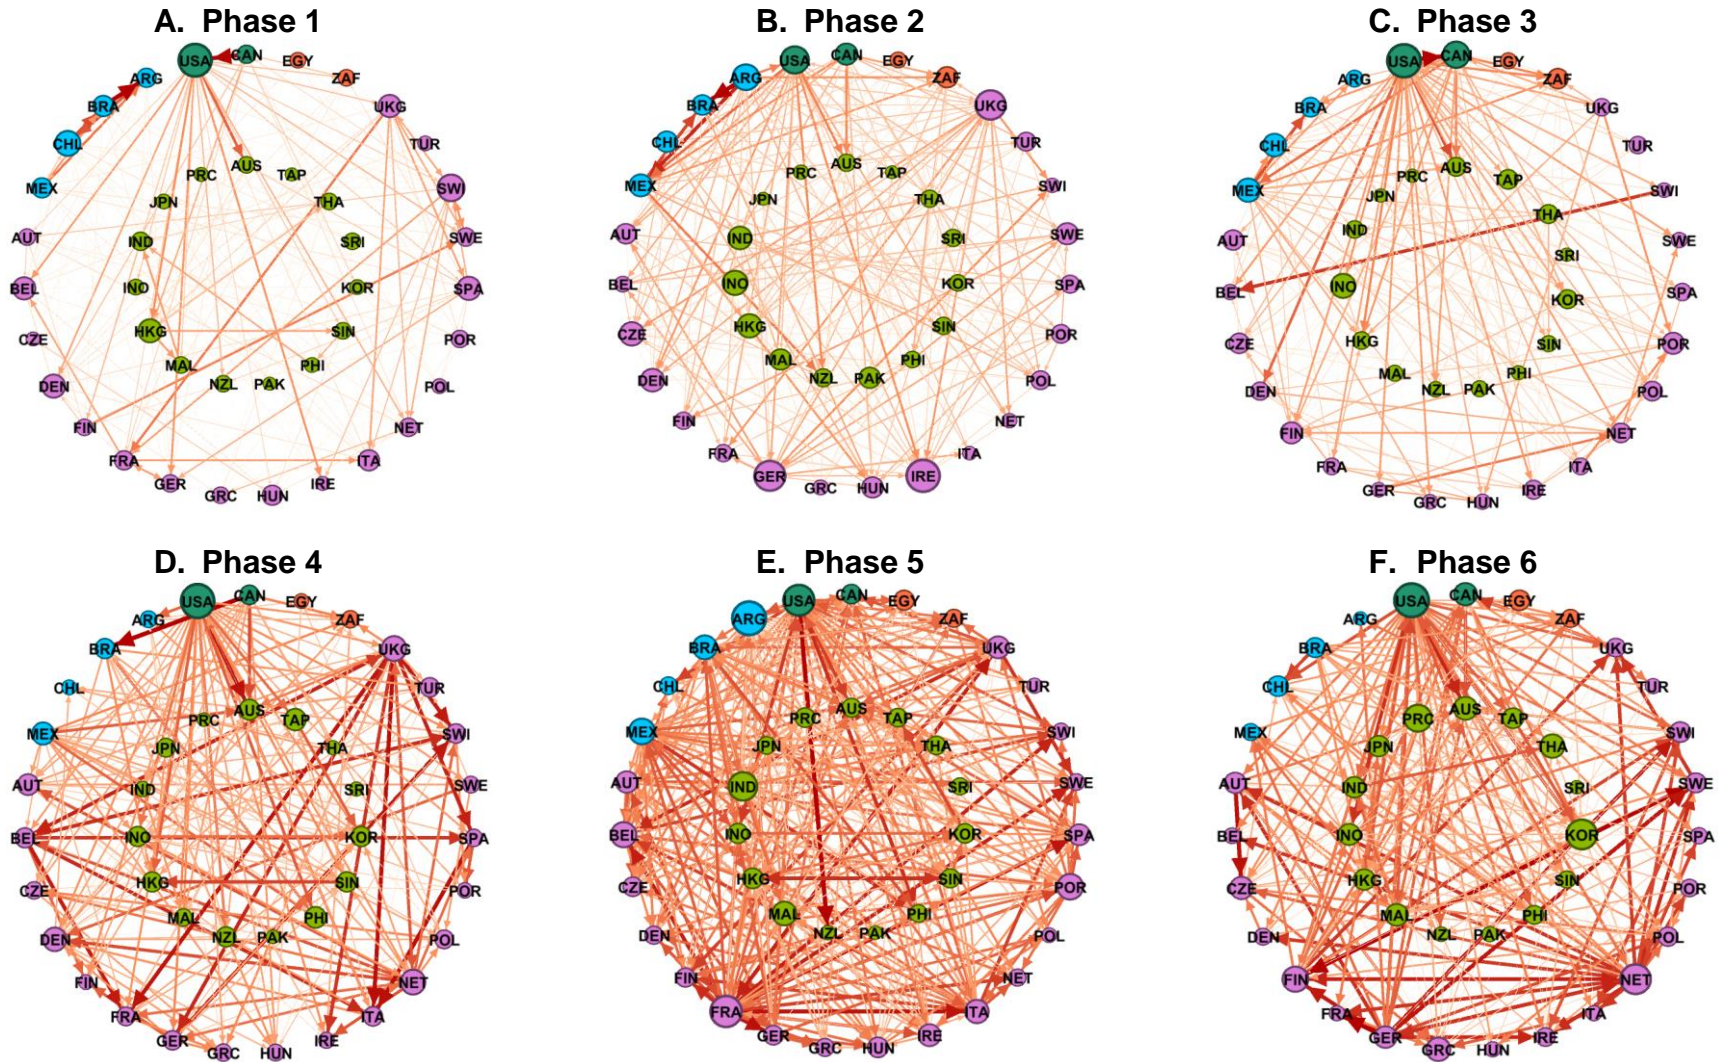 A. Phase 1
USA
CAN
EGY
ZAF
UKG
TUR
SWI
SWE
SPA
POR
POL
NET
ITA
IRE
HUN
GRC
GER
FRA
FIN
DEN
CZE
BEL
AUT
MEX
CHL
BRA
ARG
AUS
TAP
THA
SRI
KOR
SIN
PHI
PAK
NZL
MAL
HKG
INO
IND
JPN
PRC
B. Phase 2
USA
CAN
EGY
ZAF
UKG
TUR
SWI
SWE
SPA
POR
POL
NET
ITA
IRE
HUN
GRC
GER
FRA
FIN
DEN
CZE
BEL
AUT
MEX
CHL
BRA
ARG
AUS
TAP
THA
SRI
KOR
SIN
PHI
PAK
NZL
MAL
HKG
INO
IND
JPN
PRC
C. Phase 3
USA
CAN
EGY
ZAF
UKG
TUR
SWI
SWE
SPA
POR
POL
NET
ITA
IRE
HUN
GRC
GER
FRA
FIN
DEN
CZE
BEL
AUT
MEX
CHL
BRA
ARG
AUS
TAP
THA
SRI
KOR
SIN
PHI
PAK
NZL
MAL
HKG
INO
IND
JPN
PRC
D. Phase 4
USA
CAN
EGY
ZAF
UKG
TUR
SWI
SWE
SPA
POR
POL
NET
ITA
IRE
HUN
GRC
GER
FRA
FIN
DEN
CZE
BEL
AUT
MEX
CHL
BRA
ARG
AUS
TAP
THA
SRI
KOR
SIN
PHI
PAK
NZL
MAL
HKG
INO
IND
JPN
PRC
E. Phase 5
USA
CAN
EGY
ZAF
UKG
TUR
SWI
SWE
SPA
POR
POL
NET
ITA
IRE
HUN
GRC
GER
FRA
FIN
DEN
CZE
BEL
AUT
MEX
CHL
BRA
ARG
AUS
TAP
THA
SRI
KOR
SIN
PHI
PAK
NZL
MAL
HKG
INO
IND
JPN
PRC
F. Phase 6
USA
CAN
EGY
ZAF
UKG
TUR
SWI
SWE
SPA
POR
POL
NET
ITA
IRE
HUN
GRC
GER
FRA
FIN
DEN
CZE
BEL
AUT
MEX
CHL
BRA
ARG
AUS
TAP
THA
SRI
KOR
SIN
PHI
PAK
NZL
MAL
HKG
INO
IND
JPN
PRC